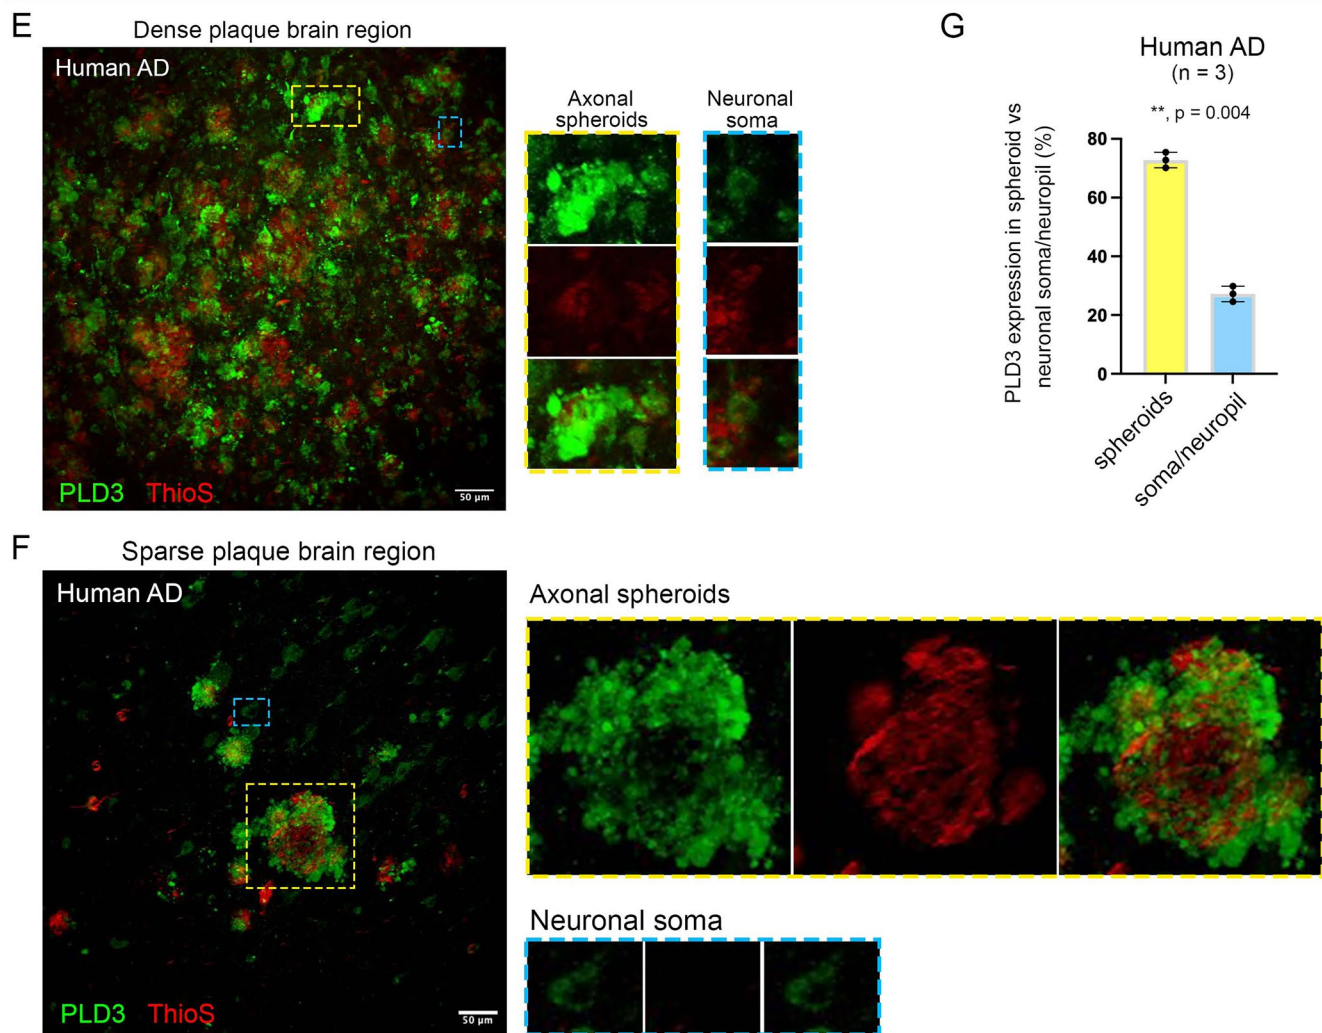 E
Dense plaque brain region
Human AD
PLD3 ThioS
50 μm
Axonal
spheroids
Neuronal
soma
G
Human AD
(n = 3)
**, p = 0.004
PLD3 expression in spheroid vs
neuronal soma/neuropil (%)
80
60
40
20
0
spheroids
soma/neuropil
F
Sparse plaque brain region
Human AD
PLD3 ThioS
50 μm
Axonal spheroids
Neuronal soma